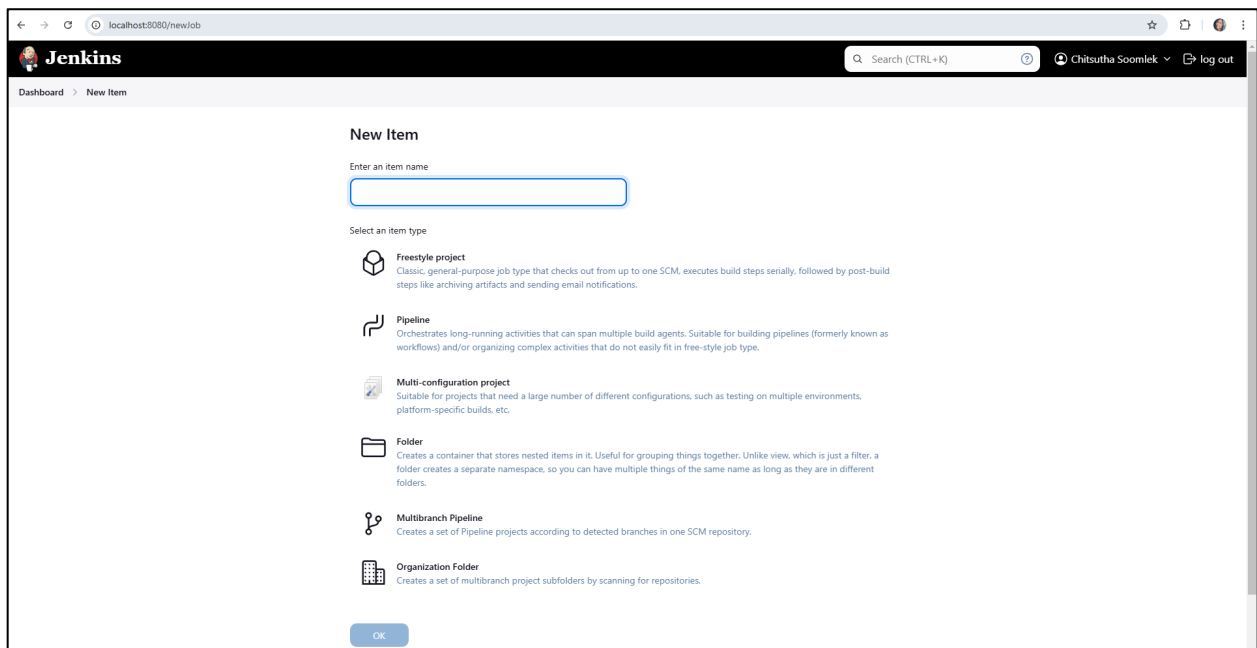 localhost:8080/newJob
Jenkins
Search (CTRL+K)
Chitsutha Soomlek
log out
Dashboard > New Item
New Item
Enter an item name
Select an item type
Freestyle project
Classic, general-purpose job type that checks out from up to one SCM, executes build steps serially, followed by post-build
steps like archiving artifacts and sending email notifications.
Pipeline
Orchestrates long-running activities that can span multiple build agents. Suitable for building pipelines (formerly known as
workflows) and/or organizing complex activities that do not easily fit in free-style job type.
Multi-configuration project
Suitable for projects that need a large number of different configurations, such as testing on multiple environments,
platform-specific builds, etc.
Folder
Creates a container that stores nested items in it. Useful for grouping things together. Unlike view, which is just a filter, a
folder creates a separate namespace, so you can have multiple things of the same name as long as they are in different
folders.
Multibranch Pipeline
Creates a set of Pipeline projects according to detected branches in one SCM repository.
Organization Folder
Creates a set of multibranch project subfolders by scanning for repositories.
OK